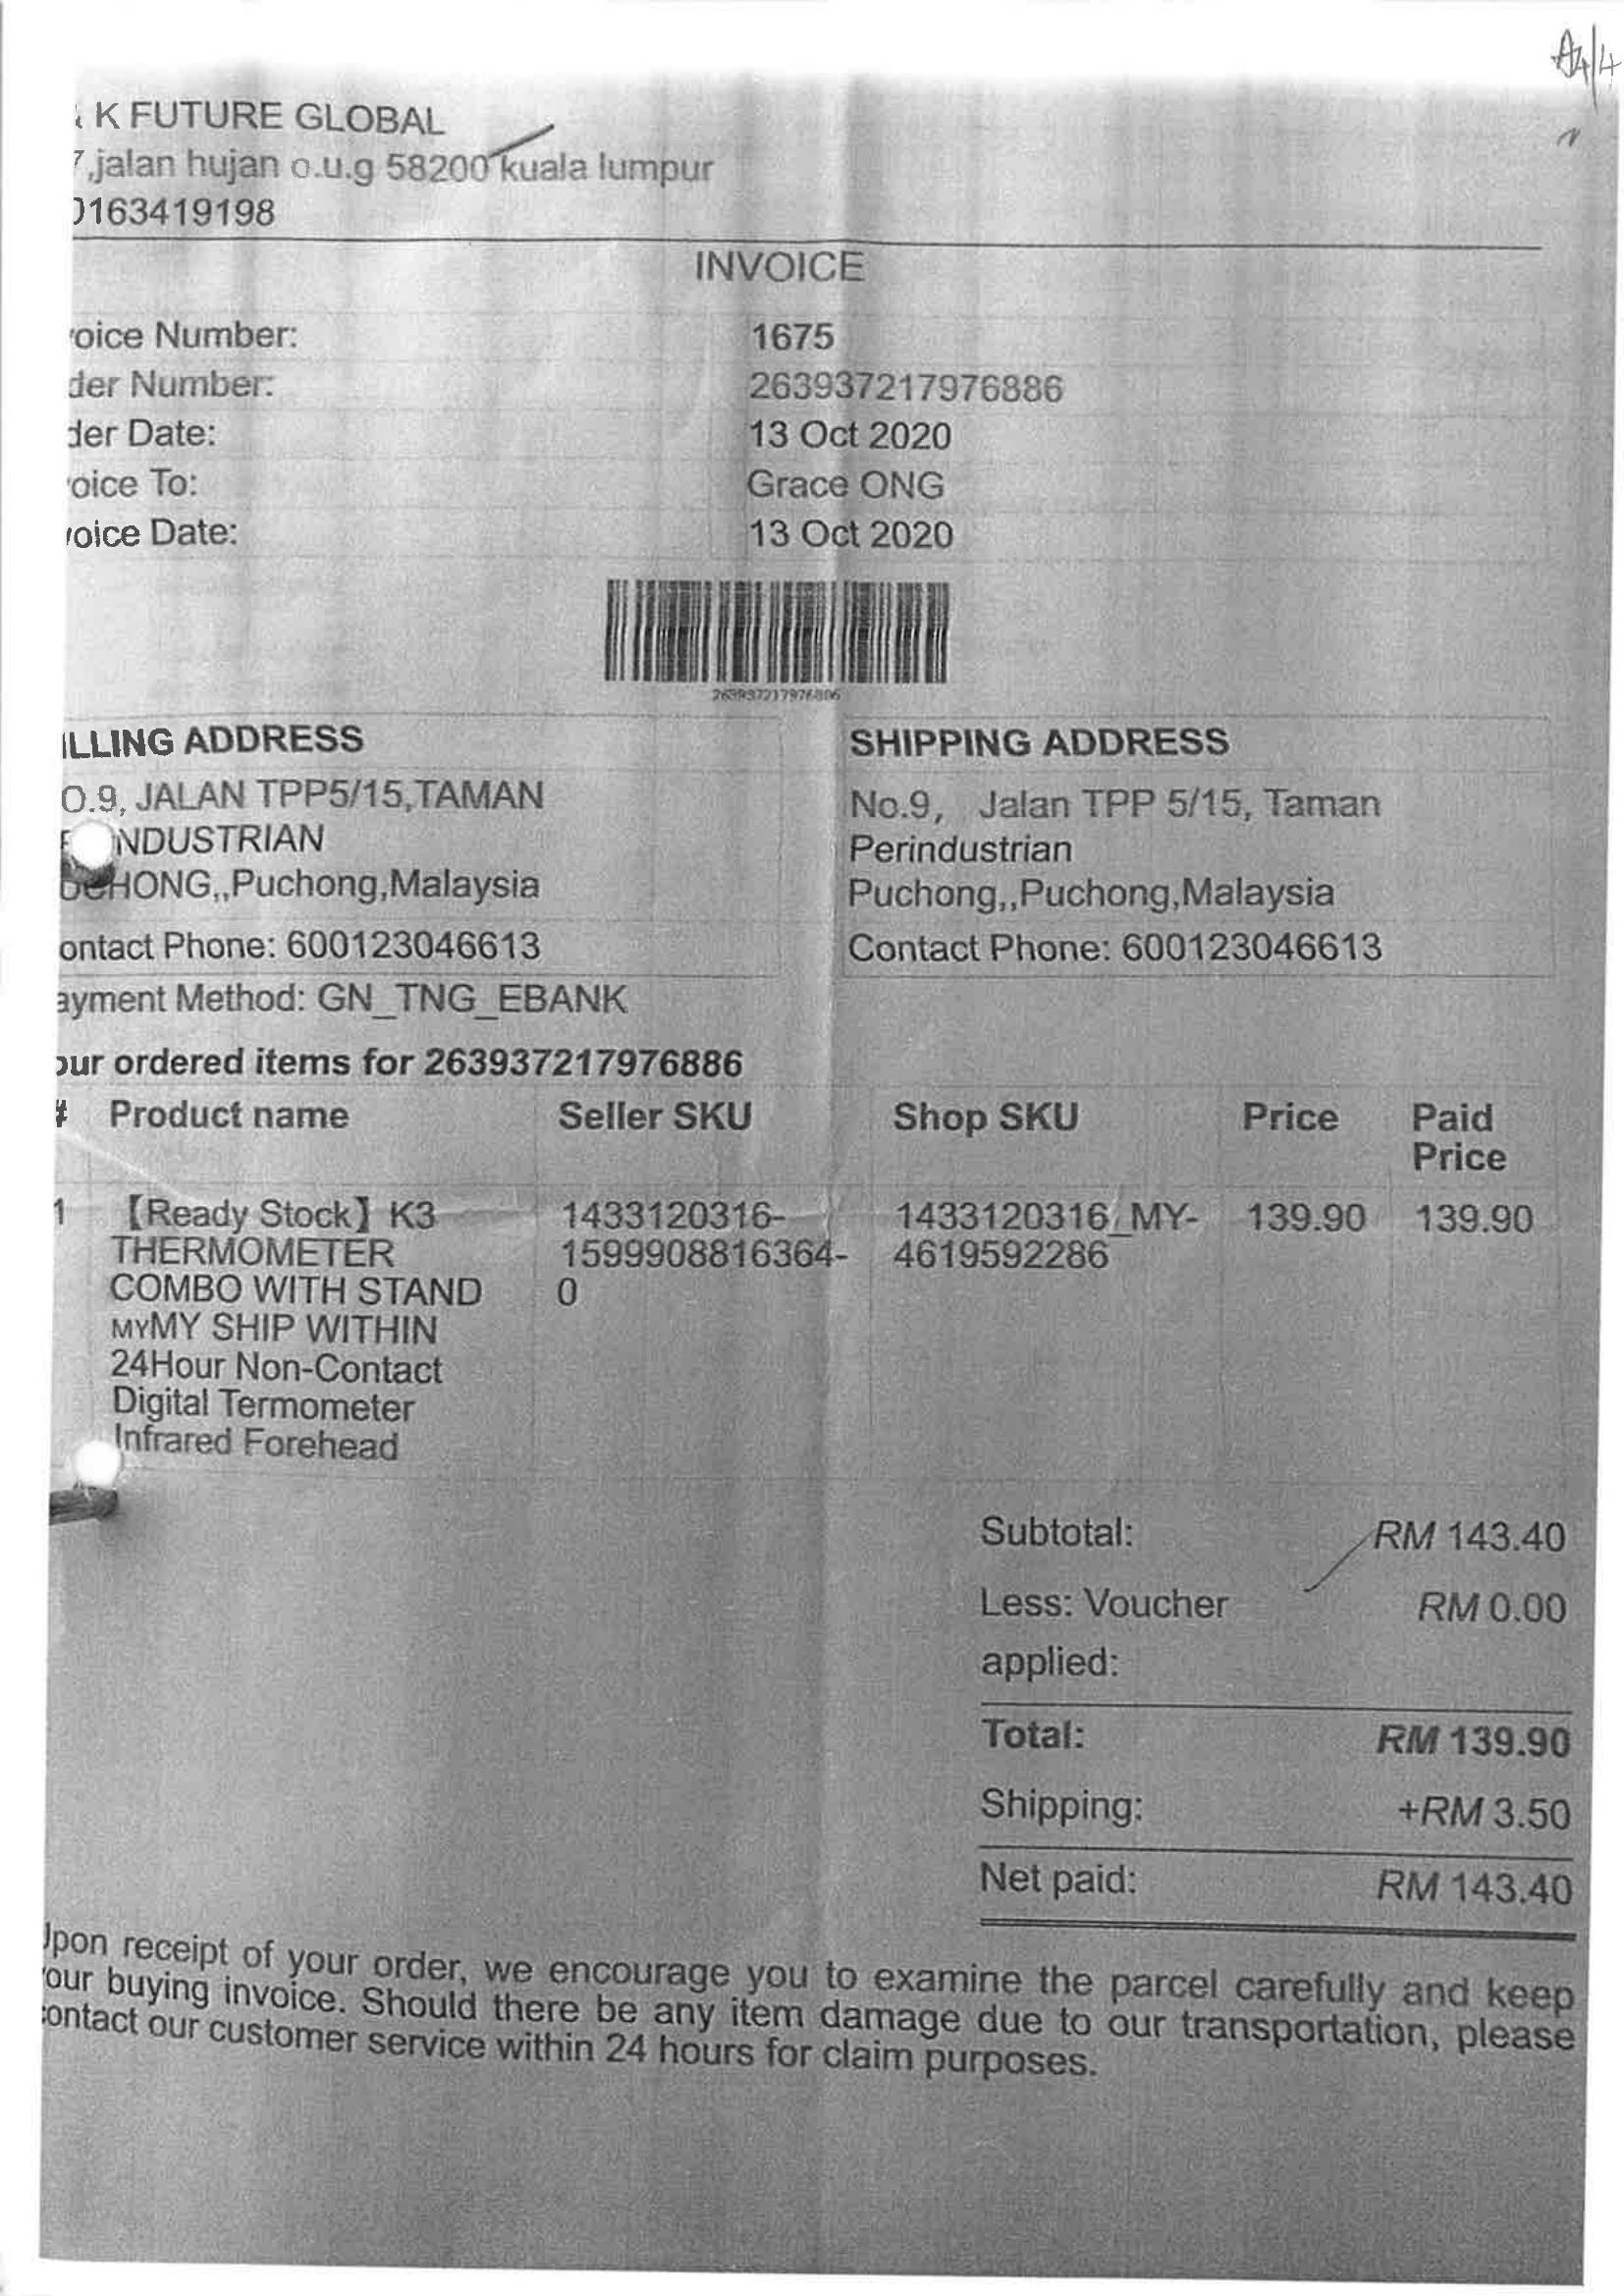 K FUTURE GLOBAL
7,jalan hujan o.u.g 58200 kuala lumpur
0163419198
INVOICE
voice Number: 1675
der Number: 263937217976886
der Date: 13 Oct 2020
oice To: Grace ONG
voice Date: 13 Oct 2020
263937217976886
ILLING ADDRESS
O.9, JALAN TPP5/15,TAMAN
INDUSTRIAN
HONG,,Puchong,Malaysia
ontact Phone: 600123046613
SHIPPING ADDRESS
No.9, Jalan TPP 5/15, Taman
Perindustrian
Puchong,,Puchong,Malaysia
Contact Phone: 600123046613
ayment Method: GN_TNG_EBANK
our ordered items for 263937217976886
# Product name Seller SKU Shop SKU Price Paid
Price
1 【Ready Stock】K3 1433120316- 1433120316_MY- 139.90 139.90
THERMOMETER 1599908816364- 4619592286
COMBO WITH STAND 0
MYMY SHIP WITHIN
24Hour Non-Contact
Digital Termometer
Infrared Forehead
Subtotal: RM 143.40
Less: Voucher RM 0.00
applied:
Total: RM 139.90
Shipping: +RM 3.50
Net paid: RM 143.40
Upon receipt of your order, we encourage you to examine the parcel carefully and keep
your buying invoice. Should there be any item damage due to our transportation, please
contact our customer service within 24 hours for claim purposes.